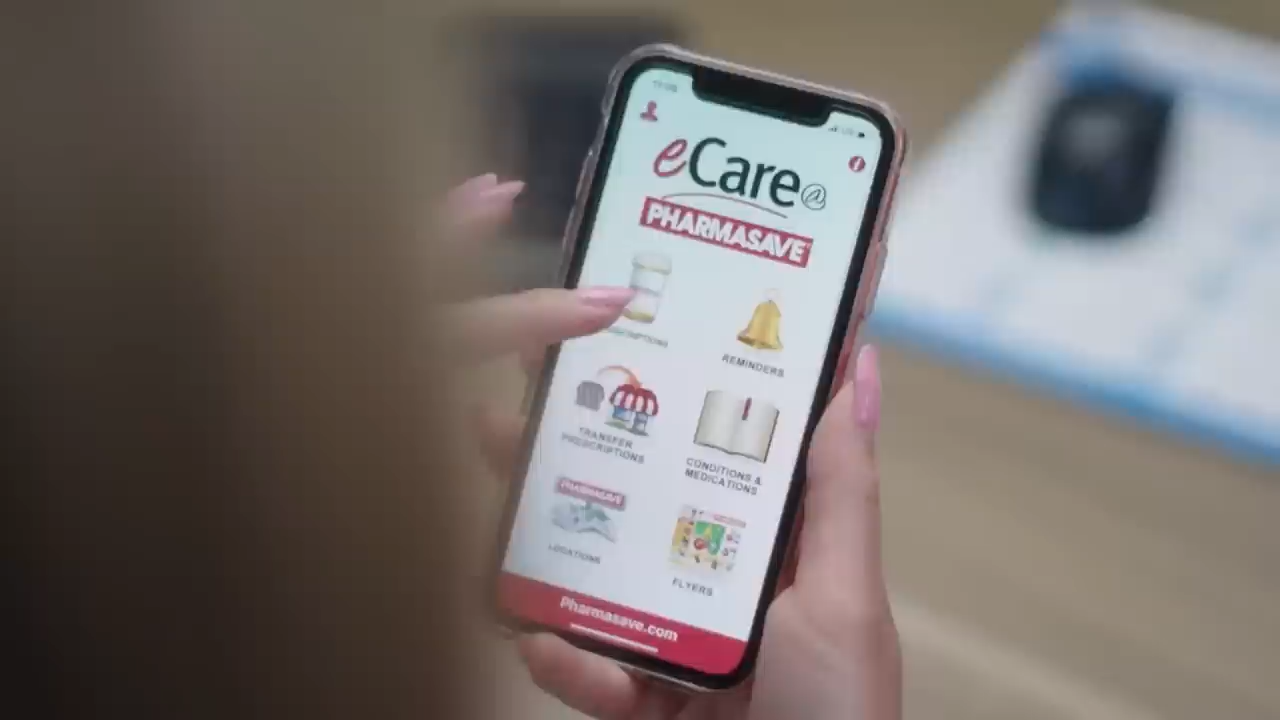 eCare@
PHARMASAVE
REMINDERS
TRANSFER
PRESCRIPTIONS
CONDITIONS &
MEDICATIONS
PHARMASAVE
LOCATIONS
FLYERS
Pharmasave.com